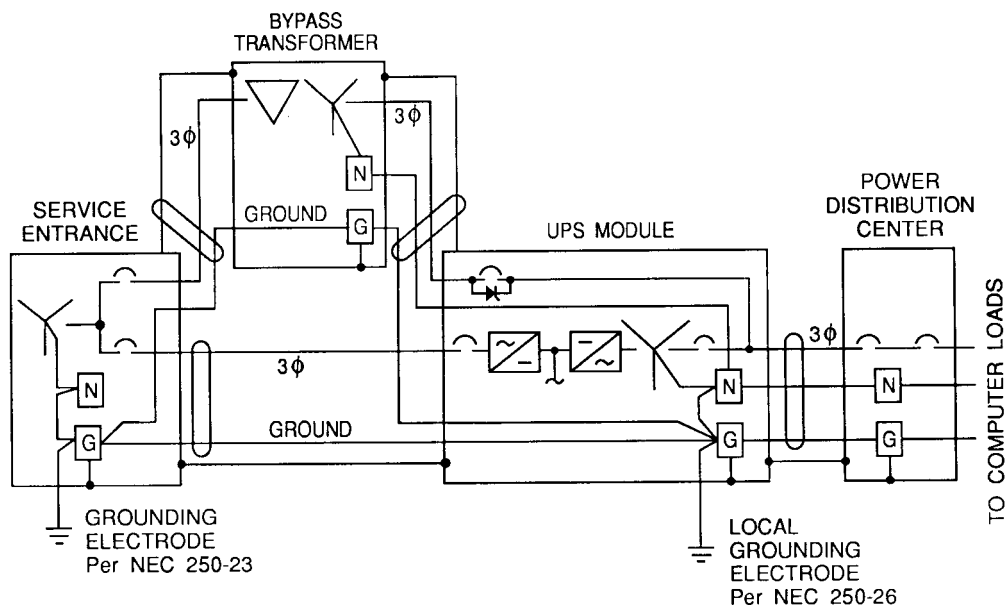 BYPASS
TRANSFORMER
3ϕ
3ϕ
N
SERVICE
ENTRANCE
GROUND
G
UPS MODULE
POWER
DISTRIBUTION
CENTER
3ϕ
3ϕ
N
N
N
G
GROUND
G
G
TO COMPUTER LOADS
GROUNDING
ELECTRODE
Per NEC 250-23
LOCAL
GROUNDING
ELECTRODE
Per NEC 250-26